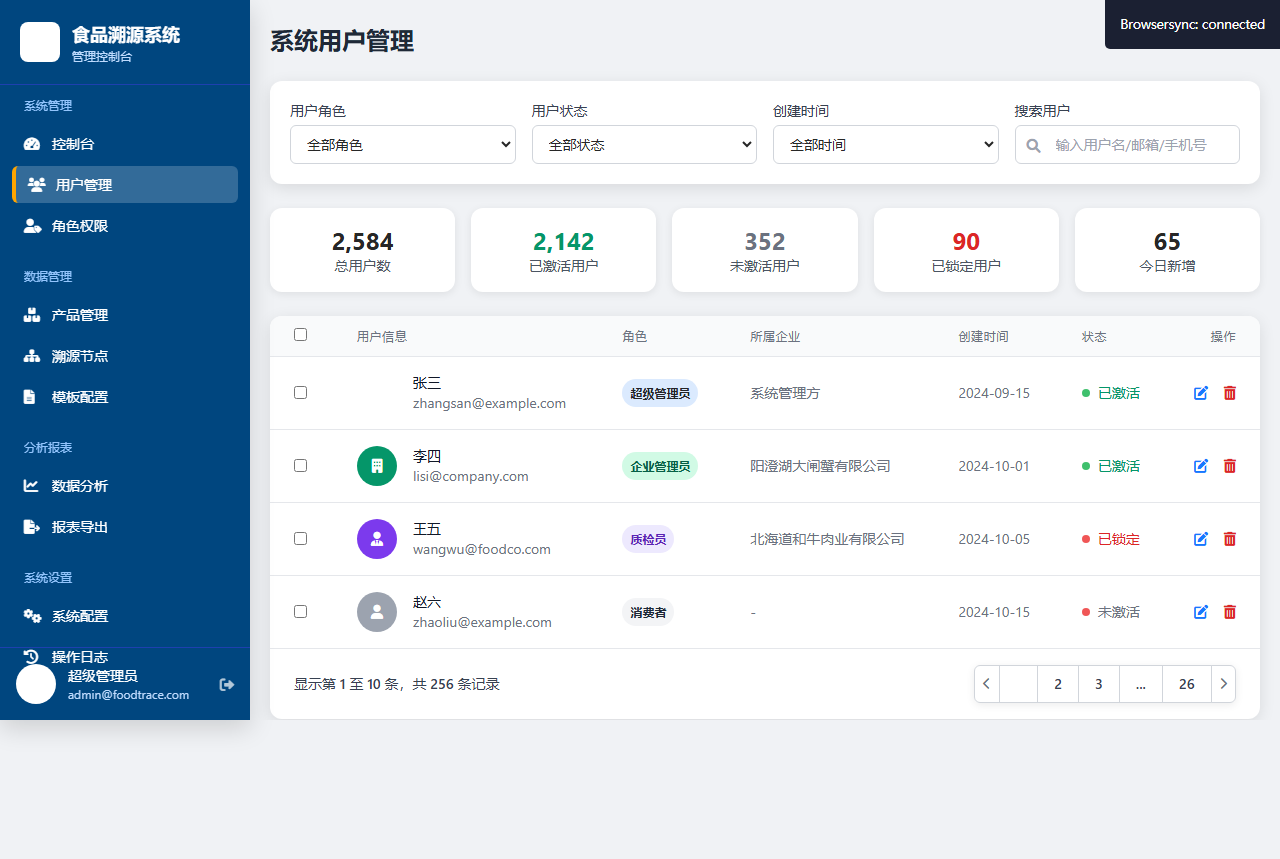 食品溯源系统
管理控制台
系统管理
控制台
用户管理
角色权限
数据管理
产品管理
溯源节点
模板配置
分析报表
数据分析
报表导出
系统设置
系统配置
操作日志
超级管理员
admin@foodtrace.com
系统用户管理
Browsersync: connected
用户角色 用户状态 创建时间 搜索用户
全部角色 全部状态 全部时间 输入用户名/邮箱/手机号
2,584 2,142 352 90 65
总用户数 已激活用户 未激活用户 已锁定用户 今日新增
用户信息 角色 所属企业 创建时间 状态 操作
张三
zhangsan@example.com 超级管理员 系统管理方 2024-09-15 已激活
李四
lisi@company.com 企业管理员 阳澄湖大闸蟹有限公司 2024-10-01 已激活
王五
wangwu@foodco.com 质检员 北海道和牛肉业有限公司 2024-10-05 已锁定
赵六
zhaoliu@example.com 消费者 - 2024-10-15 未激活
显示第 1 至 10 条，共 256 条记录 2 3 ... 26